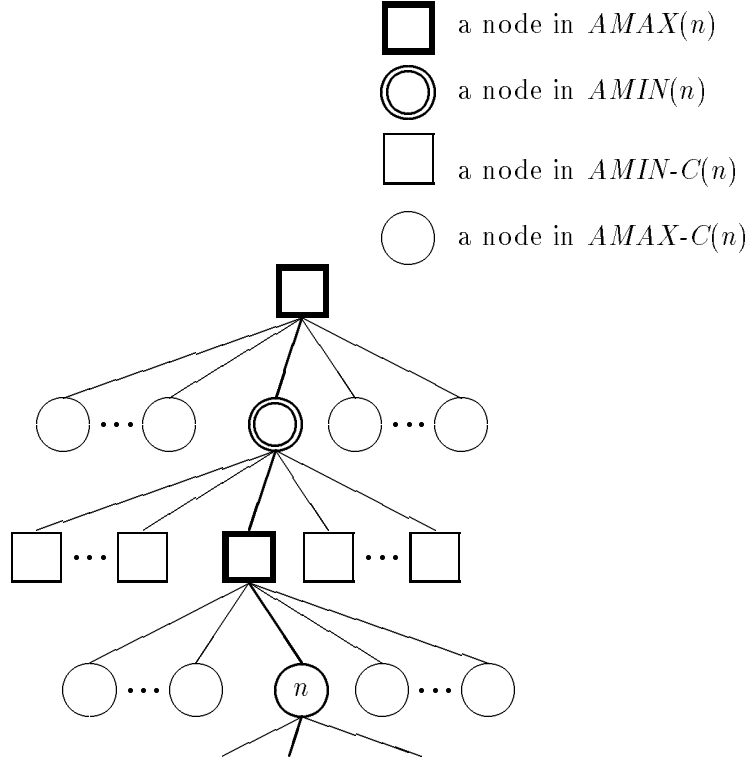 a node in AMAX(n)
a node in AMIN(n)
a node in AMIN-C(n)
a node in AMAX-C(n)
n